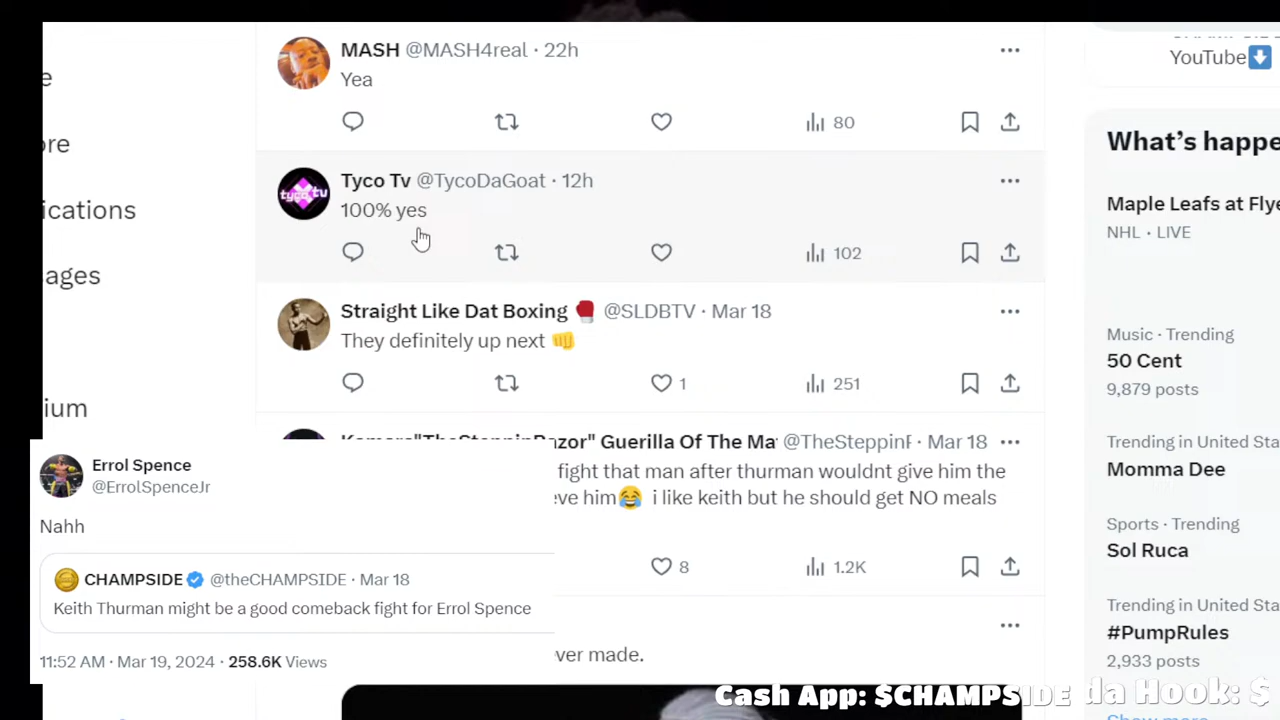 MASH @MASH4real · 22h
Yea
80
Tyco Tv @TycoDaGoat · 12h
tyco tv
100% yes
102
Straight Like Dat Boxing 🥊 @SLDBTV · Mar 18
They definitely up next 👊
1 251
Guerilla Of The Ma @TheSteppinF · Mar 18
fight that man after thurman wouldnt give him the
eve him😂 i like keith but he should get NO meals
8 1.2K
ver made.
e
ore
ications
ages
ium
Errol Spence
@ErrolSpenceJr
Nahh
CHAMPSIDE @theCHAMPSIDE · Mar 18
Keith Thurman might be a good comeback fight for Errol Spence
11:52 AM · Mar 19, 2024 · 258.6K Views
YouTube⬇️
What's happe
Maple Leafs at Flye
NHL · LIVE
Music · Trending
50 Cent
9,879 posts
Trending in United Sta
Momma Dee
Sports · Trending
Sol Ruca
Trending in United Sta
#PumpRules
2,933 posts
Cash App: $CHAMPSIDE da Hook: $